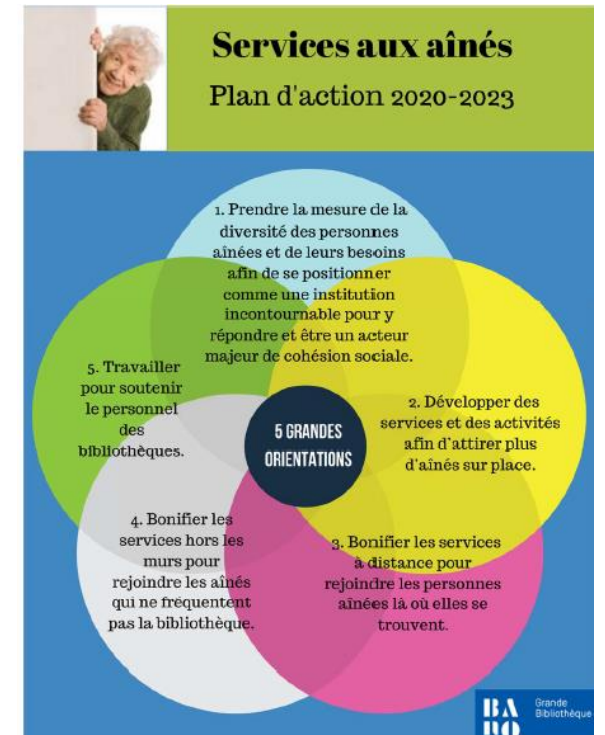 Services aux aînés
Plan d'action 2020-2023
1. Prendre la mesure de la
diversité des personnes
aînées et de leurs besoins
afin de se positionner
comme une institution
incontournable pour y
répondre et être un acteur
majeur de cohésion sociale.
2. Développer des
services et des activités
afin d'attirer plus
d'aînés sur place.
3. Bonifier les services
à distance pour
rejoindre les personnes
aînées là où elles se
trouvent.
4. Bonifier les
services hors les
murs pour
rejoindre les aînés
qui ne fréquentent
pas la bibliothèque.
5. Travailler
pour soutenir
le personnel
des
bibliothèques.
5 GRANDES
ORIENTATIONS
BA
NQ
Grande
Bibliothèque